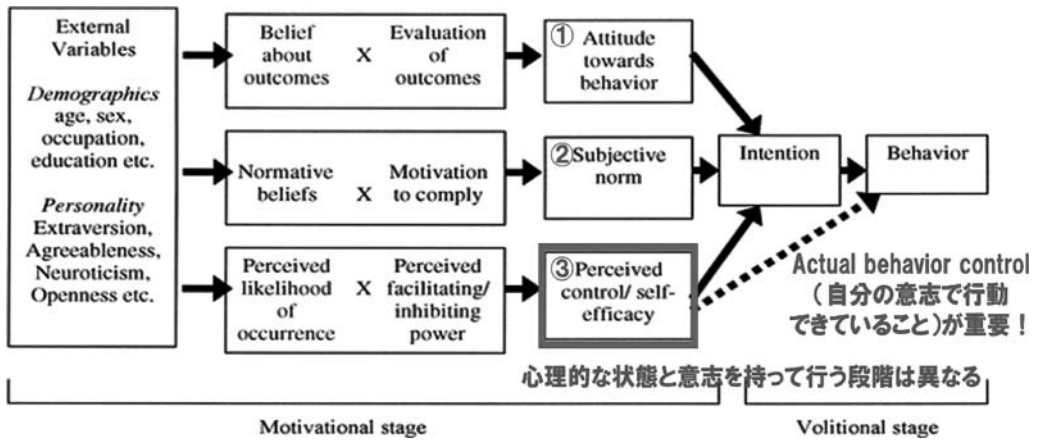 External
Variables
Demographics
age, sex,
occupation,
education etc.
Personality
Extraversion,
Agreeableness,
Neuroticism,
Openness etc.
Belief
about
outcomes
X
Evaluation
of
outcomes
Normative
beliefs
X
Motivation
to comply
Perceived
likelihood
of
occurrence
X
Perceived
facilitating/
inhibiting
power
① Attitude
towards
behavior
②Subjective
norm
③ Perceived
control/ self-
efficacy
Intention
Behavior
Actual behavior control
(自分の意志で行動
できていること)が重要!
心理的な状態と意志を持って行う段階は異なる
Motivational stage
Volitional stage